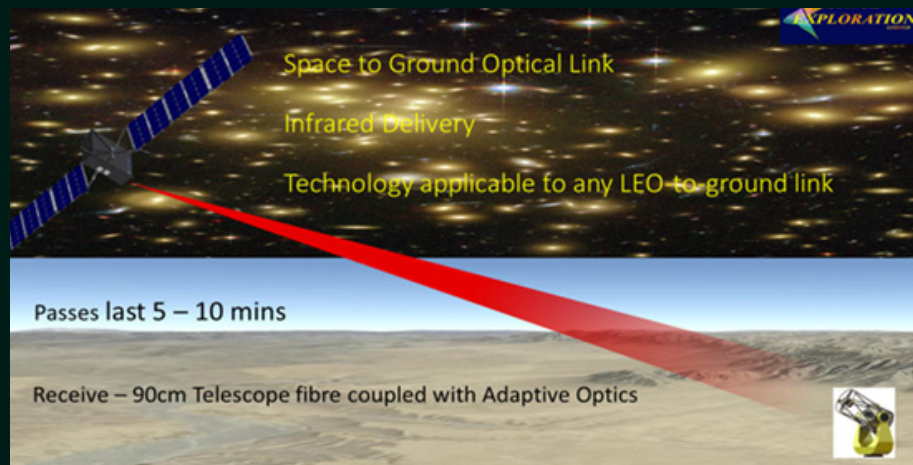 EXPLORATION
Space to Ground Optical Link
Infrared Delivery
Technology applicable to any LEO-to-ground link
Passes last 5 – 10 mins
Receive – 90cm Telescope fibre coupled with Adaptive Optics